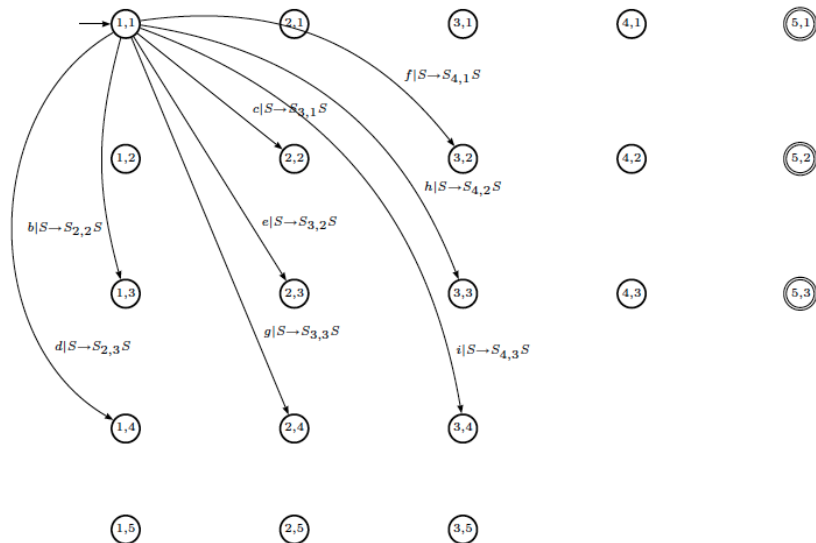 1,1 2,1 3,1 4,1 5,1
f|S→S4,1S
c|S→S3,1S
1,2 2,2 3,2 4,2 5,2
h|S→S4,2S
b|S→S2,2S e|S→S3,2S
1,3 2,3 3,3 4,3 5,3
d|S→S2,3S g|S→S3,3S i|S→S4,3S
1,4 2,4 3,4
1,5 2,5 3,5